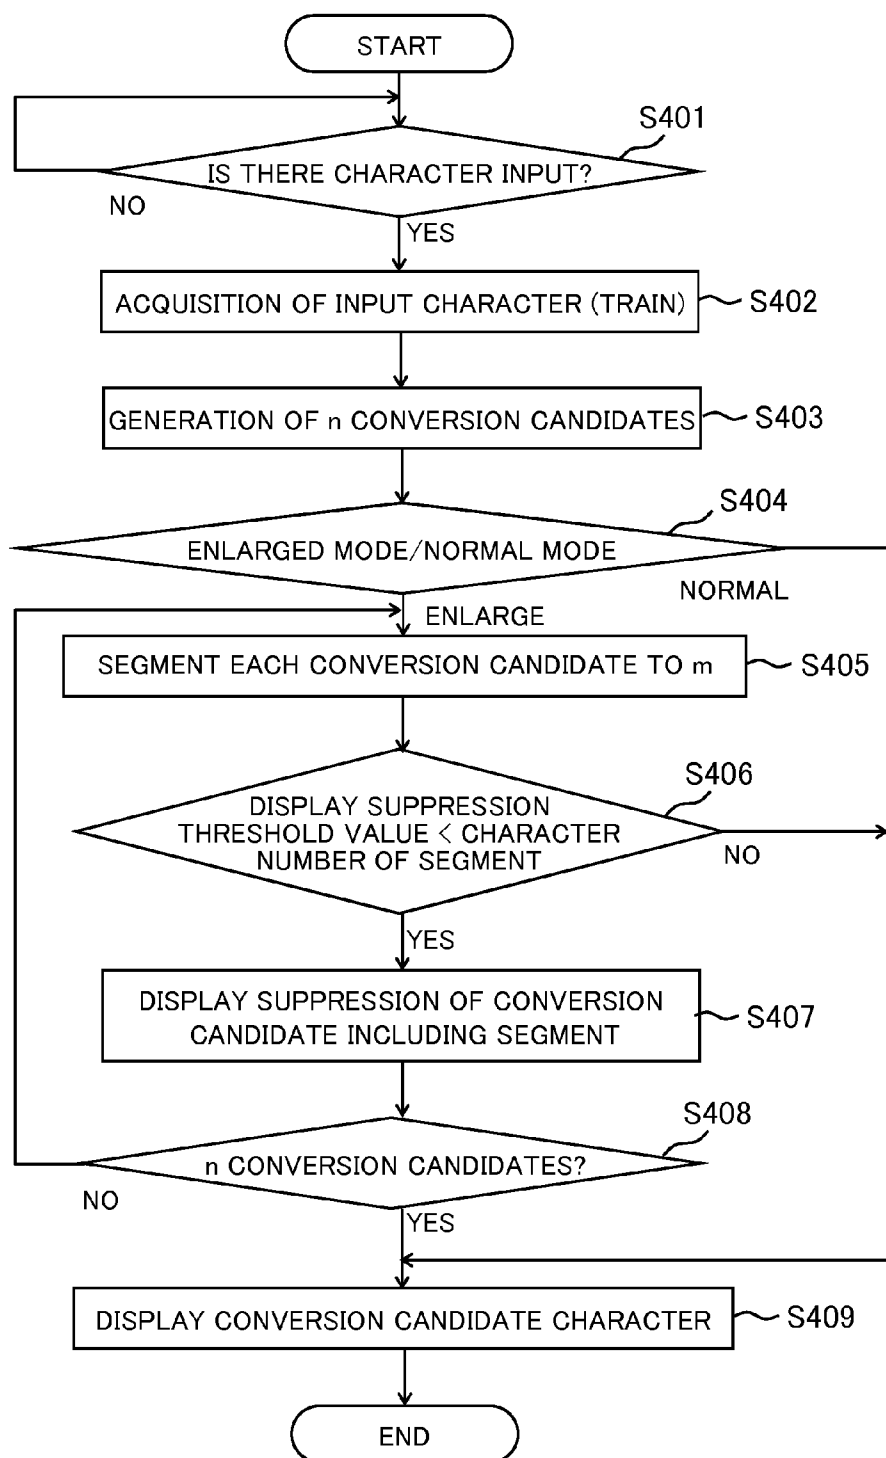 START
S401
IS THERE CHARACTER INPUT?
NO
YES
ACQUISITION OF INPUT CHARACTER (TRAIN)
S402
GENERATION OF n CONVERSION CANDIDATES
S403
S404
ENLARGED MODE/NORMAL MODE
NORMAL
ENLARGE
SEGMENT EACH CONVERSION CANDIDATE TO m
S405
S406
DISPLAY SUPPRESSION
THRESHOLD VALUE < CHARACTER
NUMBER OF SEGMENT
NO
YES
DISPLAY SUPPRESSION OF CONVERSION
CANDIDATE INCLUDING SEGMENT
S407
S408
n CONVERSION CANDIDATES?
NO
YES
DISPLAY CONVERSION CANDIDATE CHARACTER
S409
END